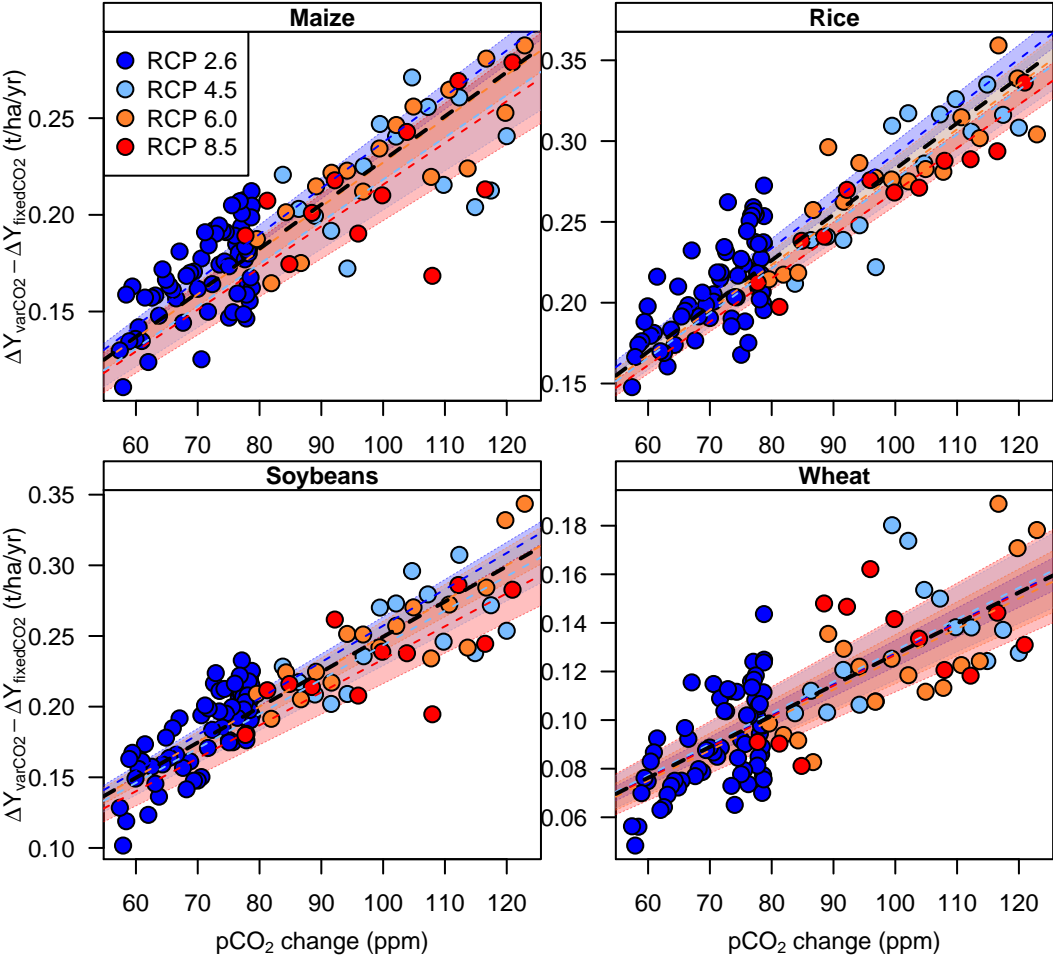 Maize
Rice
RCP 2.6
RCP 4.5
RCP 6.0
RCP 8.5
0.25
0.20
0.15
ΔY_varCO2 − ΔY_fixedCO2 (t/ha/yr)
0.35
0.30
0.25
0.20
0.15
60 70 80 90 100 110 120
60 70 80 90 100 110 120
Soybeans
Wheat
0.35
0.30
0.25
0.20
0.15
0.10
ΔY_varCO2 − ΔY_fixedCO2 (t/ha/yr)
0.18
0.16
0.14
0.12
0.10
0.08
0.06
60 70 80 90 100 110 120
60 70 80 90 100 110 120
pCO₂ change (ppm)
pCO₂ change (ppm)